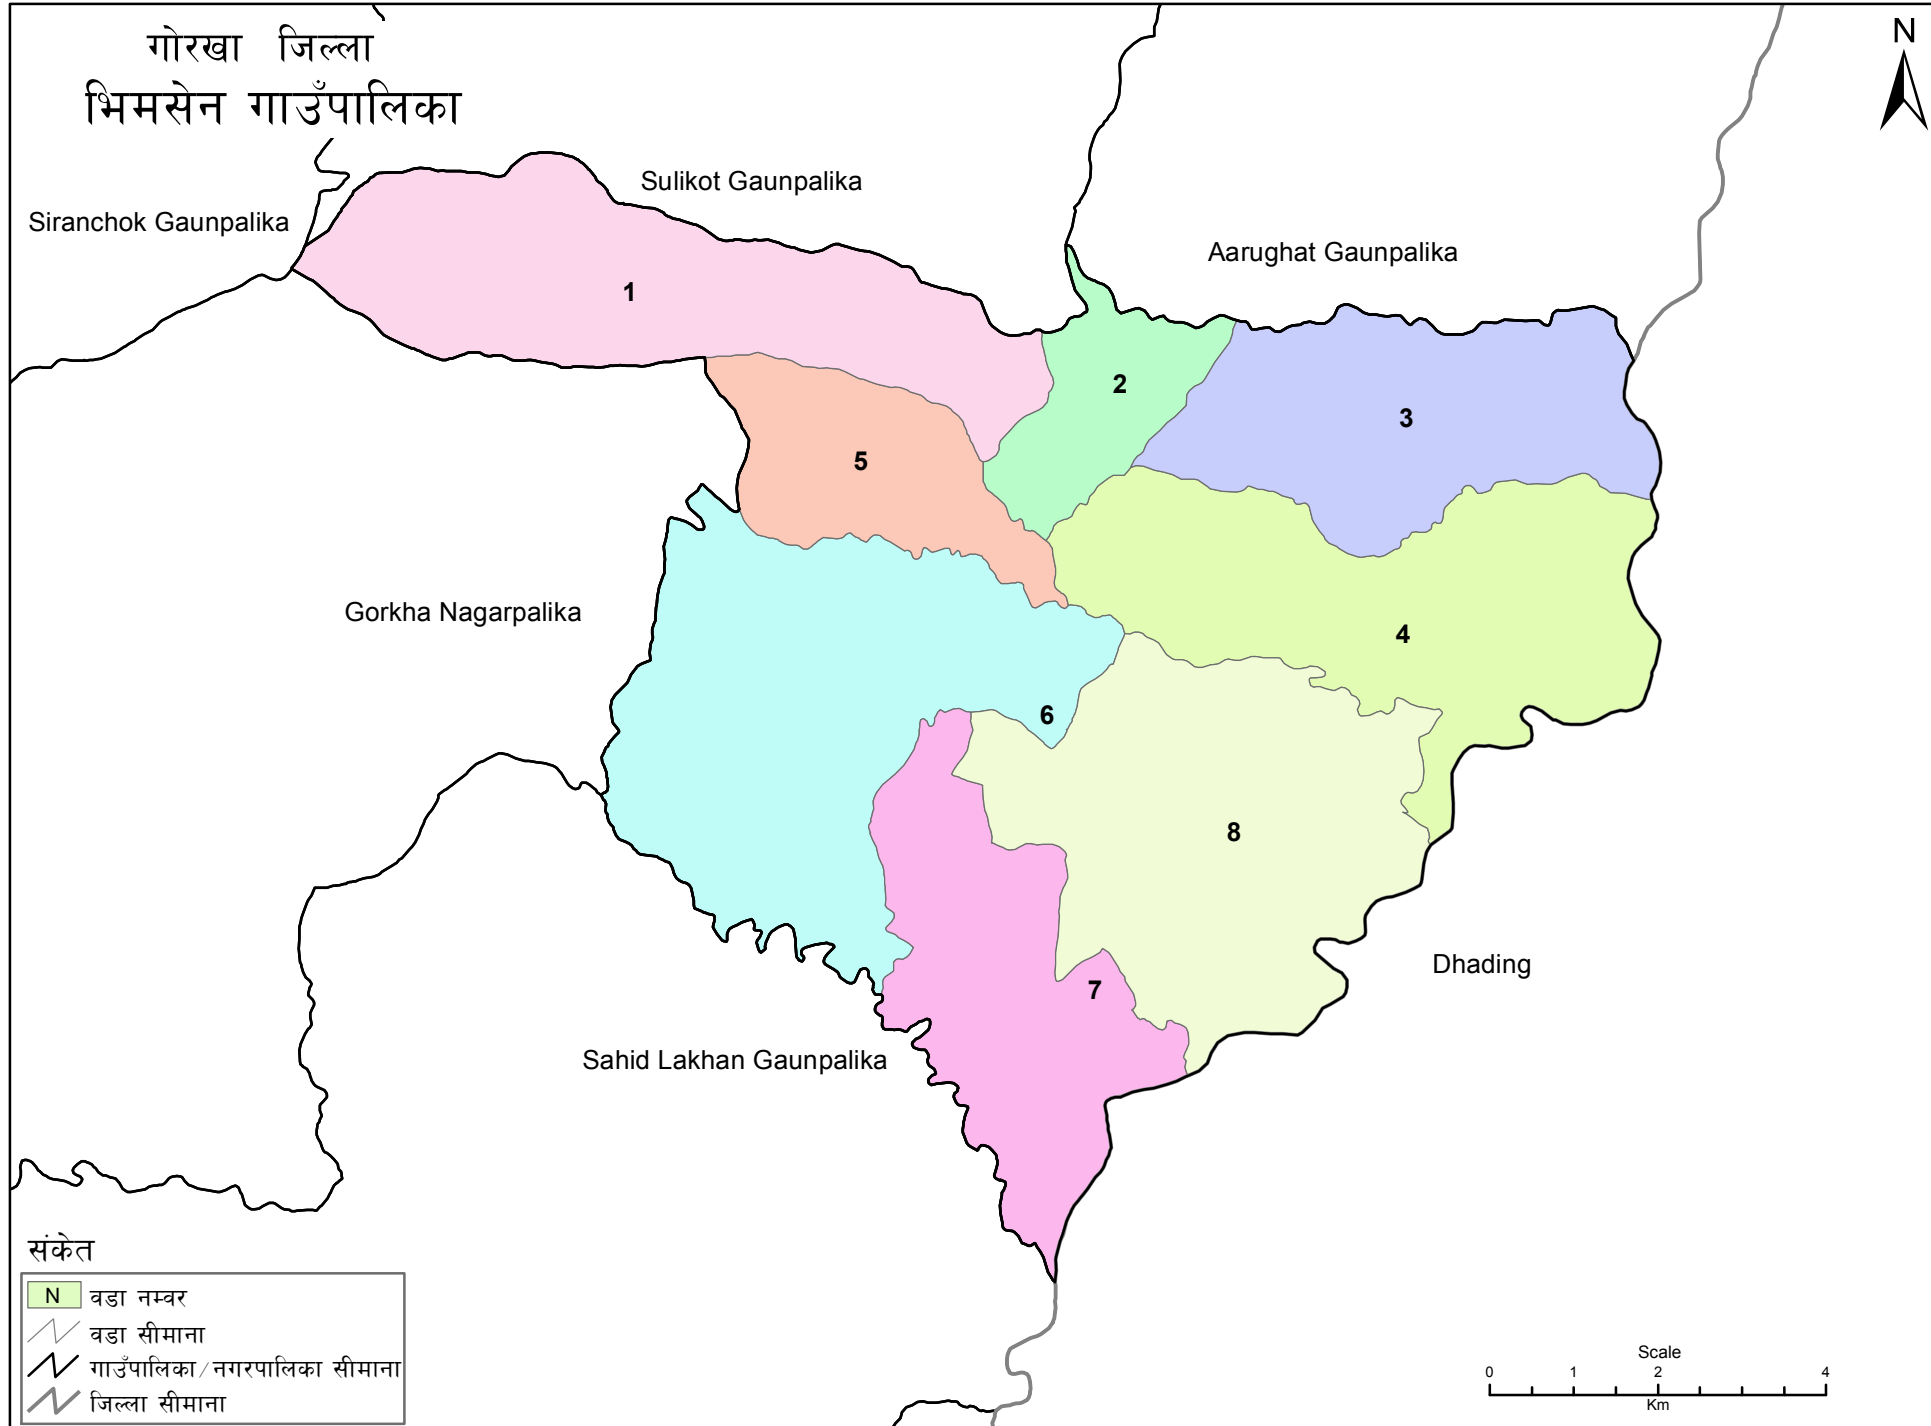 गोरखा जिल्ला
भिमसेन गाउँपालिका
N
Sulikot Gaunpalika
Siranchok Gaunpalika
Aarughat Gaunpalika
1
2
3
5
Gorkha Nagarpalika
4
6
8
Dhading
7
Sahid Lakhan Gaunpalika
संकेत
N वडा नम्वर
वडा सीमाना
गाउँपालिका/नगरपालिका सीमाना
जिल्ला सीमाना
Scale
0 1 2 4
Km